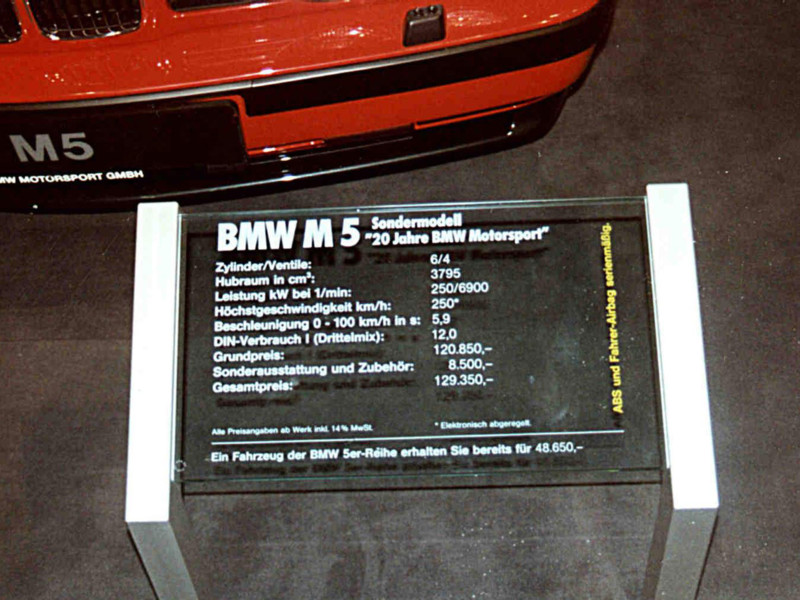 M5
MW MOTORSPORT GMBH
BMW M 5 Sondermodell
"20 Jahre BMW Motorsport"
Zylinder/Ventile: 6/4
Hubraum in cm³: 3795
Leistung kW bei 1/min: 250/6900
Höchstgeschwindigkeit km/h: 250*
Beschleunigung 0 - 100 km/h in s: 5,9
DIN-Verbrauch l (Drittelmix): 12,0
Grundpreis: 120.850,-
Sonderausstattung und Zubehör: 8.500,-
Gesamtpreis: 129.350,-
Alle Preisangaben ab Werk inkl. 14% MwSt. * Elektronisch abgeregelt.
Ein Fahrzeug der BMW 5er-Reihe erhalten Sie bereits für 48.650,-
ABS und Fahrer-Airbag serienmäßig.